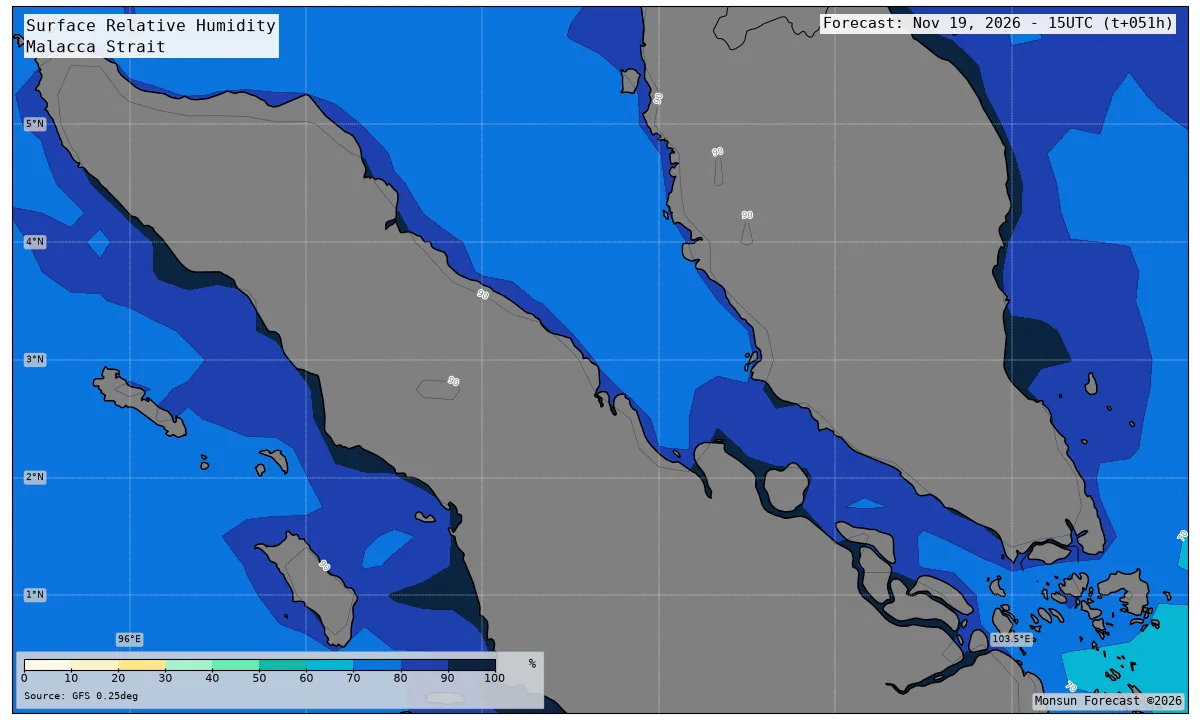 Surface Relative Humidity
Malacca Strait
Forecast: Nov 19, 2026 - 15UTC (t+051h)
90
5°N
90
90
4°N
90
3°N
90
2°N
70
90
1°N
96°E
103.5°E
%
0 10 20 30 40 50 60 70 80 90 100
70
Source: GFS 0.25deg
Monsun Forecast ©2026